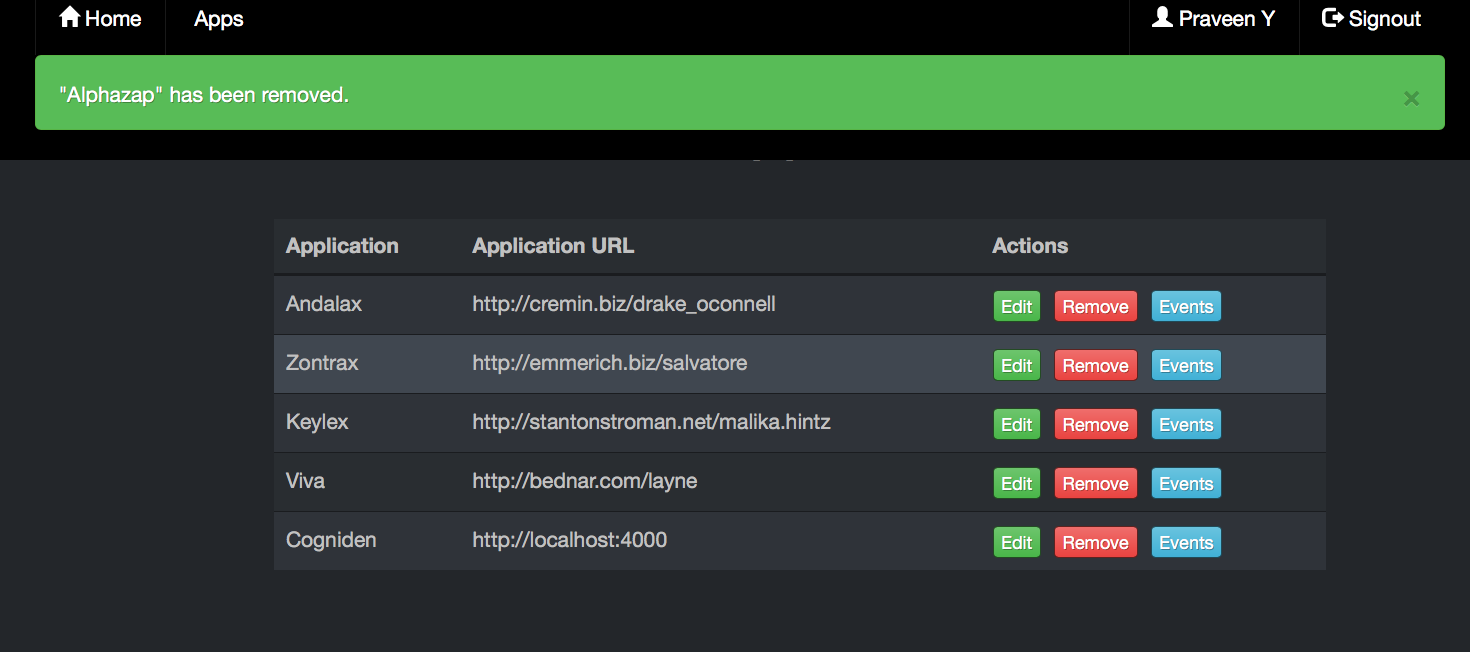 Home Apps Praveen Y Signout
"Alphazap" has been removed. ×
Application Application URL Actions
Andalax http://cremin.biz/drake_oconnell Edit Remove Events
Zontrax http://emmerich.biz/salvatore Edit Remove Events
Keylex http://stantonstroman.net/malika.hintz Edit Remove Events
Viva http://bednar.com/layne Edit Remove Events
Cogniden http://localhost:4000 Edit Remove Events